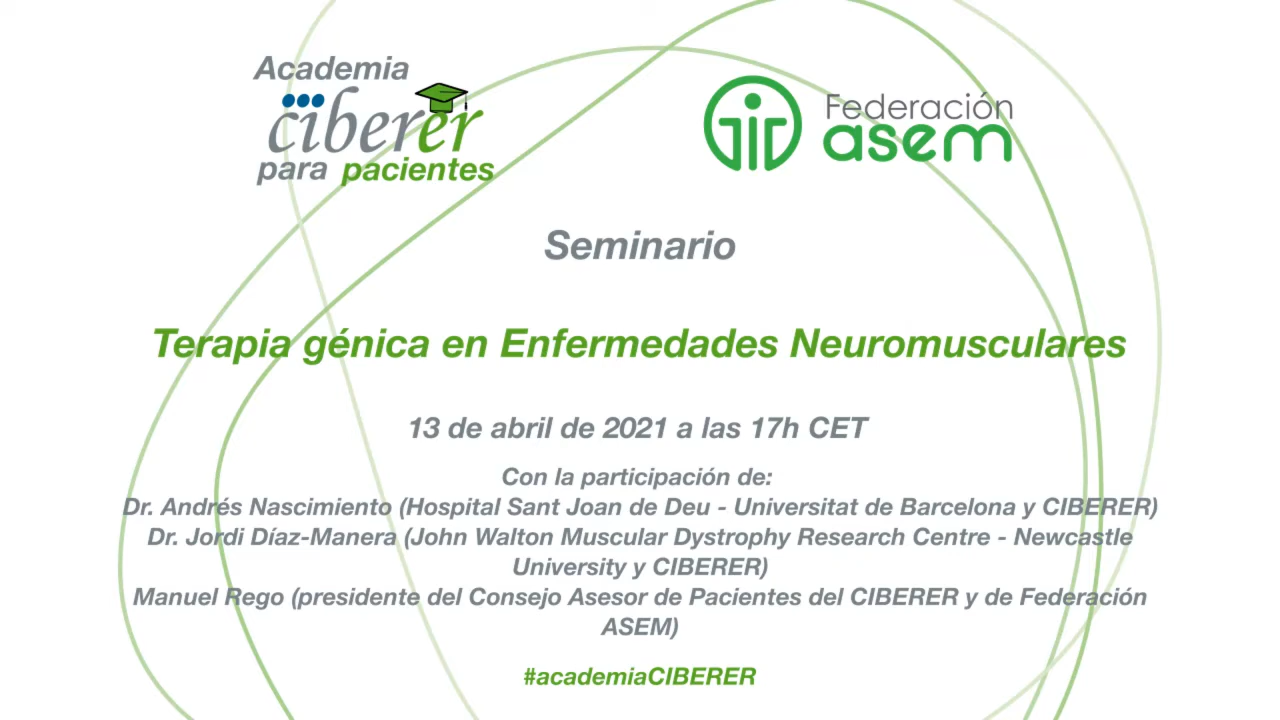 Academia
ciberer
para pacientes
Federación
asem
Seminario
Terapia génica en Enfermedades Neuromusculares
13 de abril de 2021 a las 17h CET
Con la participación de:
Dr. Andrés Nascimiento (Hospital Sant Joan de Deu - Universitat de Barcelona y CIBERER)
Dr. Jordi Díaz-Manera (John Walton Muscular Dystrophy Research Centre - Newcastle
University y CIBERER)
Manuel Rego (presidente del Consejo Asesor de Pacientes del CIBERER y de Federación
ASEM)
#academiaCIBERER